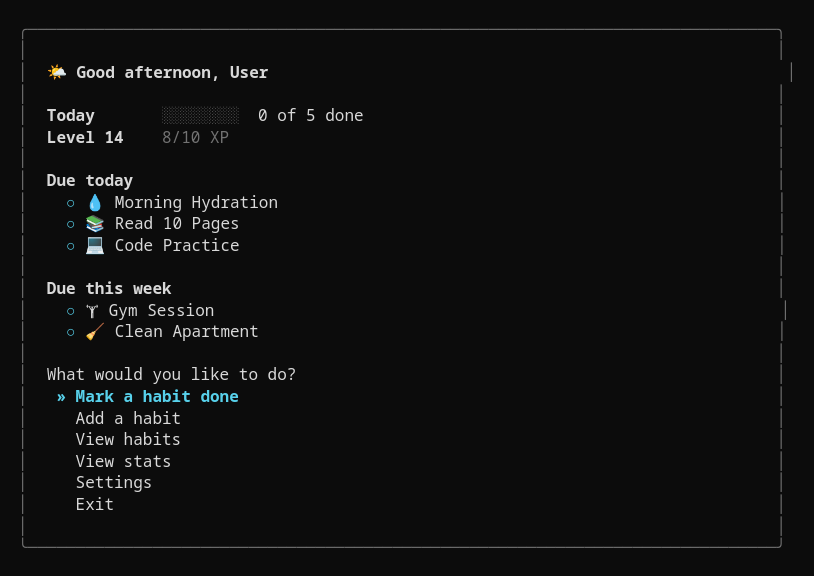 🌤️ Good afternoon, User
Today ░░░░░░░░ 0 of 5 done
Level 14 8/10 XP
Due today
○ 💧 Morning Hydration
○ 📚 Read 10 Pages
○ 💻 Code Practice
Due this week
○ 🏋 Gym Session
○ 🧹 Clean Apartment
What would you like to do?
» Mark a habit done
Add a habit
View habits
View stats
Settings
Exit